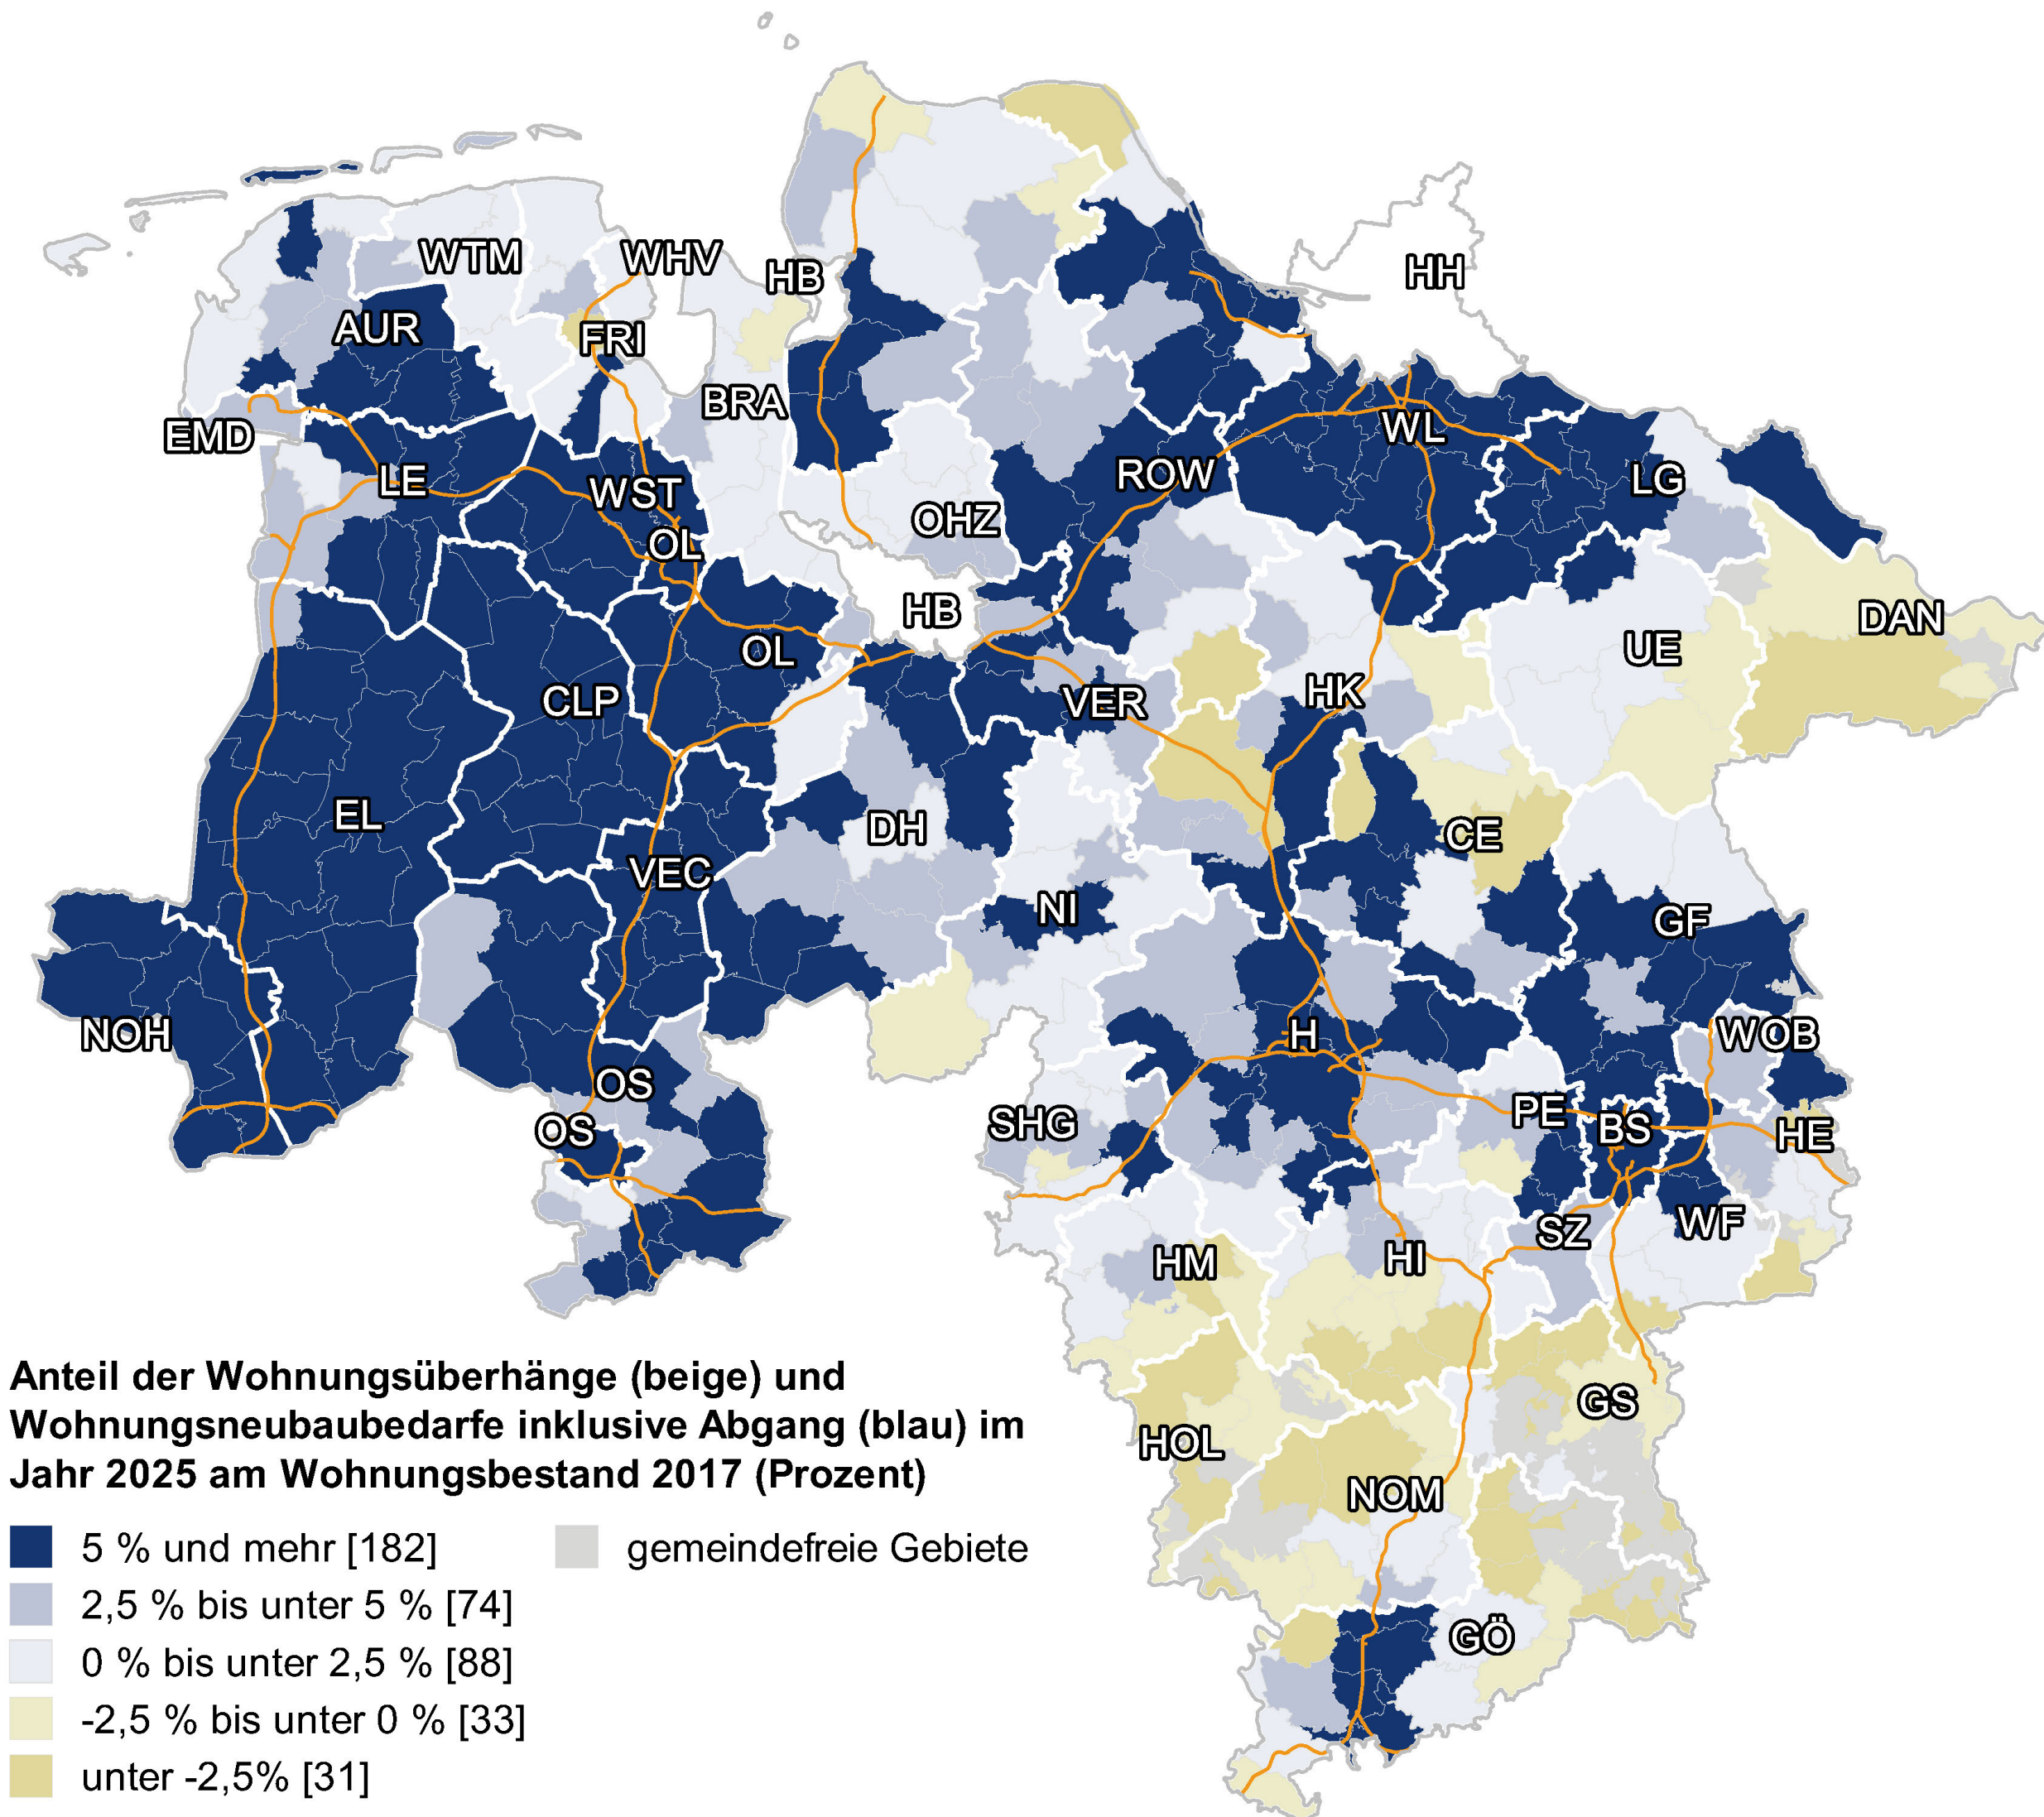 WTM
WHV
HB
HH
AUR
FRI
BRA
EMD
WL
LE
ROW
LG
WST
OHZ
OL
HB
DAN
OL
UE
CLP
VER
HK
EL
DH
CE
VEC
NI
GF
NOH
H
WOB
OS
PE
SHG
BS
HE
OS
SZ
WF
HM
HI
GS
HOL
NOM
GÖ
Anteil der Wohnungsüberhänge (beige) und
Wohnungsneubaubedarfe inklusive Abgang (blau) im
Jahr 2025 am Wohnungsbestand 2017 (Prozent)
5 % und mehr [182]
gemeindefreie Gebiete
2,5 % bis unter 5 % [74]
0 % bis unter 2,5 % [88]
-2,5 % bis unter 0 % [33]
unter -2,5% [31]